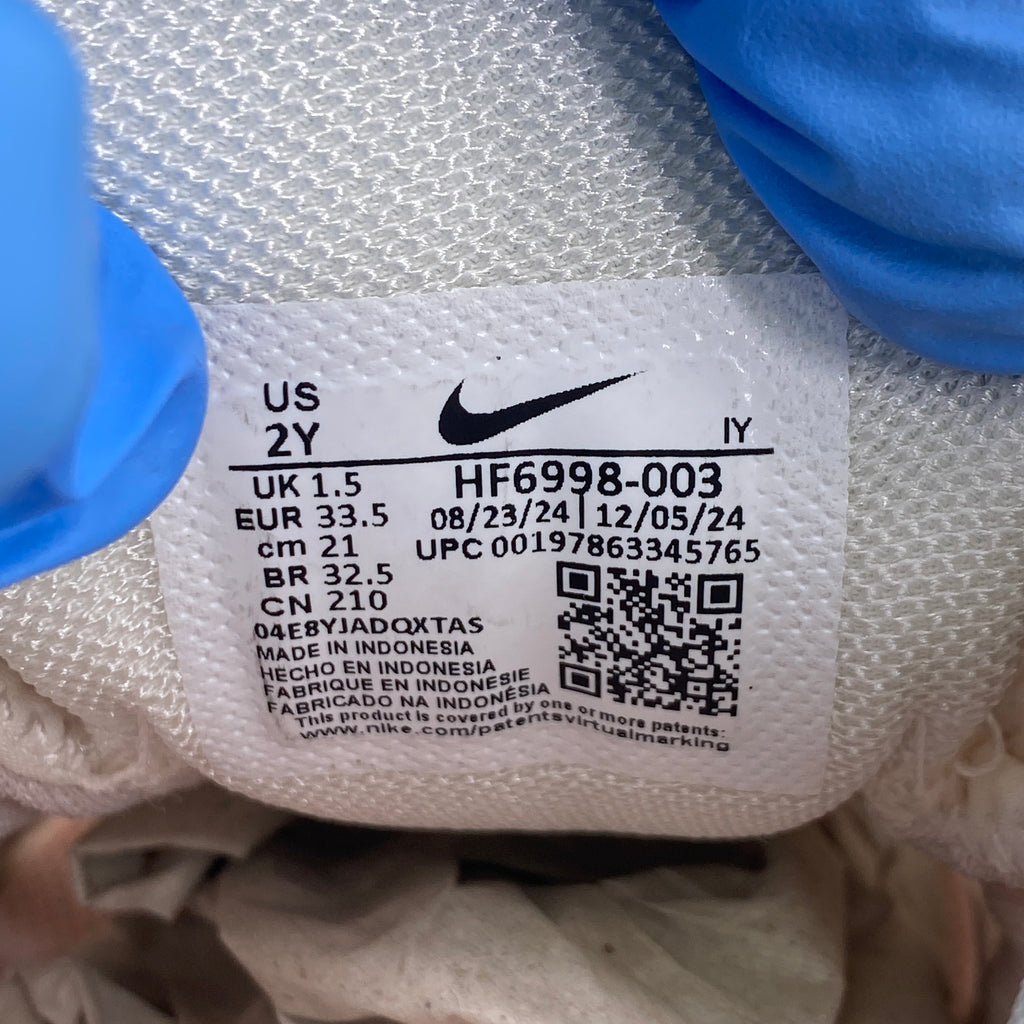 US
2Y
IY
UK 1.5
HF6998-003
EUR 33.5
08/23/24 | 12/05/24
cm 21
UPC 00197863345765
BR 32.5
CN 210
04E8YJADQXTAS
MADE IN INDONESIA
HECHO EN INDONESIA
FABRIQUE EN INDONESIE
FABRICADO NA INDONÉSIA
This product is covered by one or more patents:
www.nike.com/patentsvirtualmarking